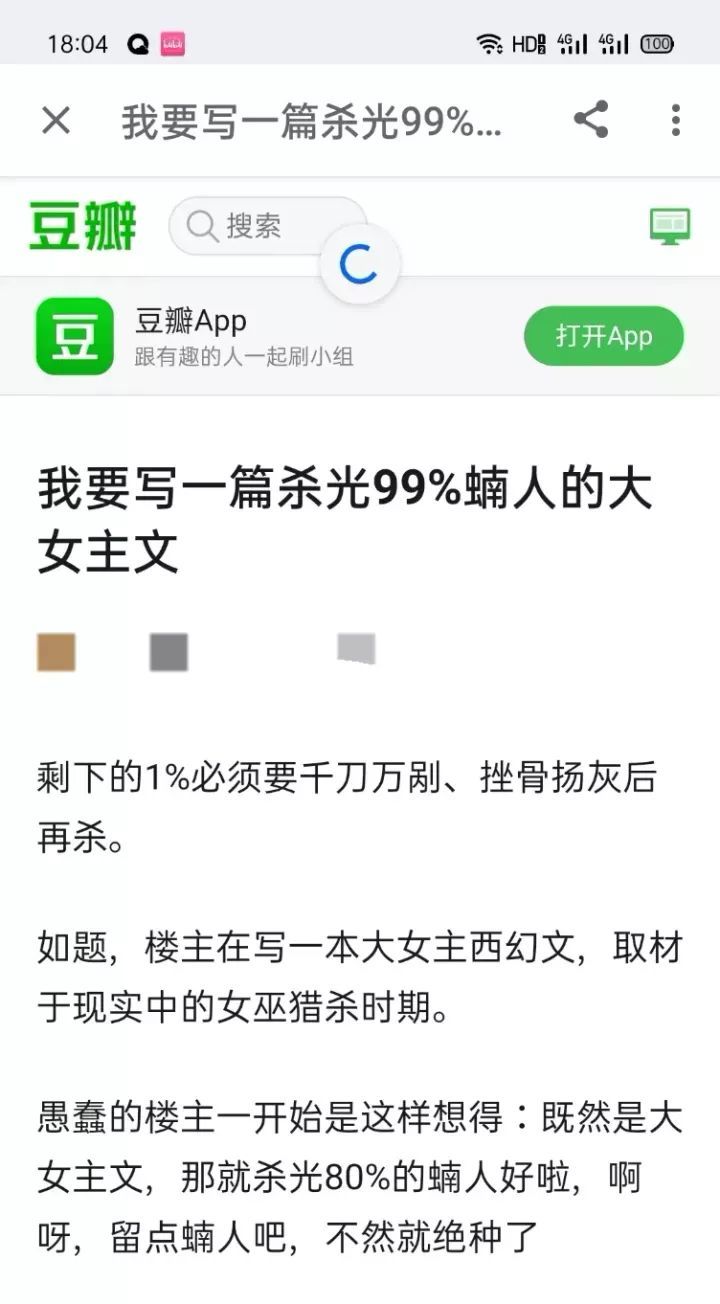 18:04 HD 4G 4G 100
我要写一篇杀光99%...
豆瓣 搜索
豆 豆瓣App 打开App
跟有趣的人一起刷小组
我要写一篇杀光99%蝻人的大
女主文
剩下的1%必须要千刀万剐、挫骨扬灰后
再杀。
如题，楼主在写一本大女主西幻文，取材
于现实中的女巫猎杀时期。
愚蠢的楼主一开始是这样想得：既然是大
女主文，那就杀光80%的蝻人好啦，啊
呀，留点蝻人吧，不然就绝种了